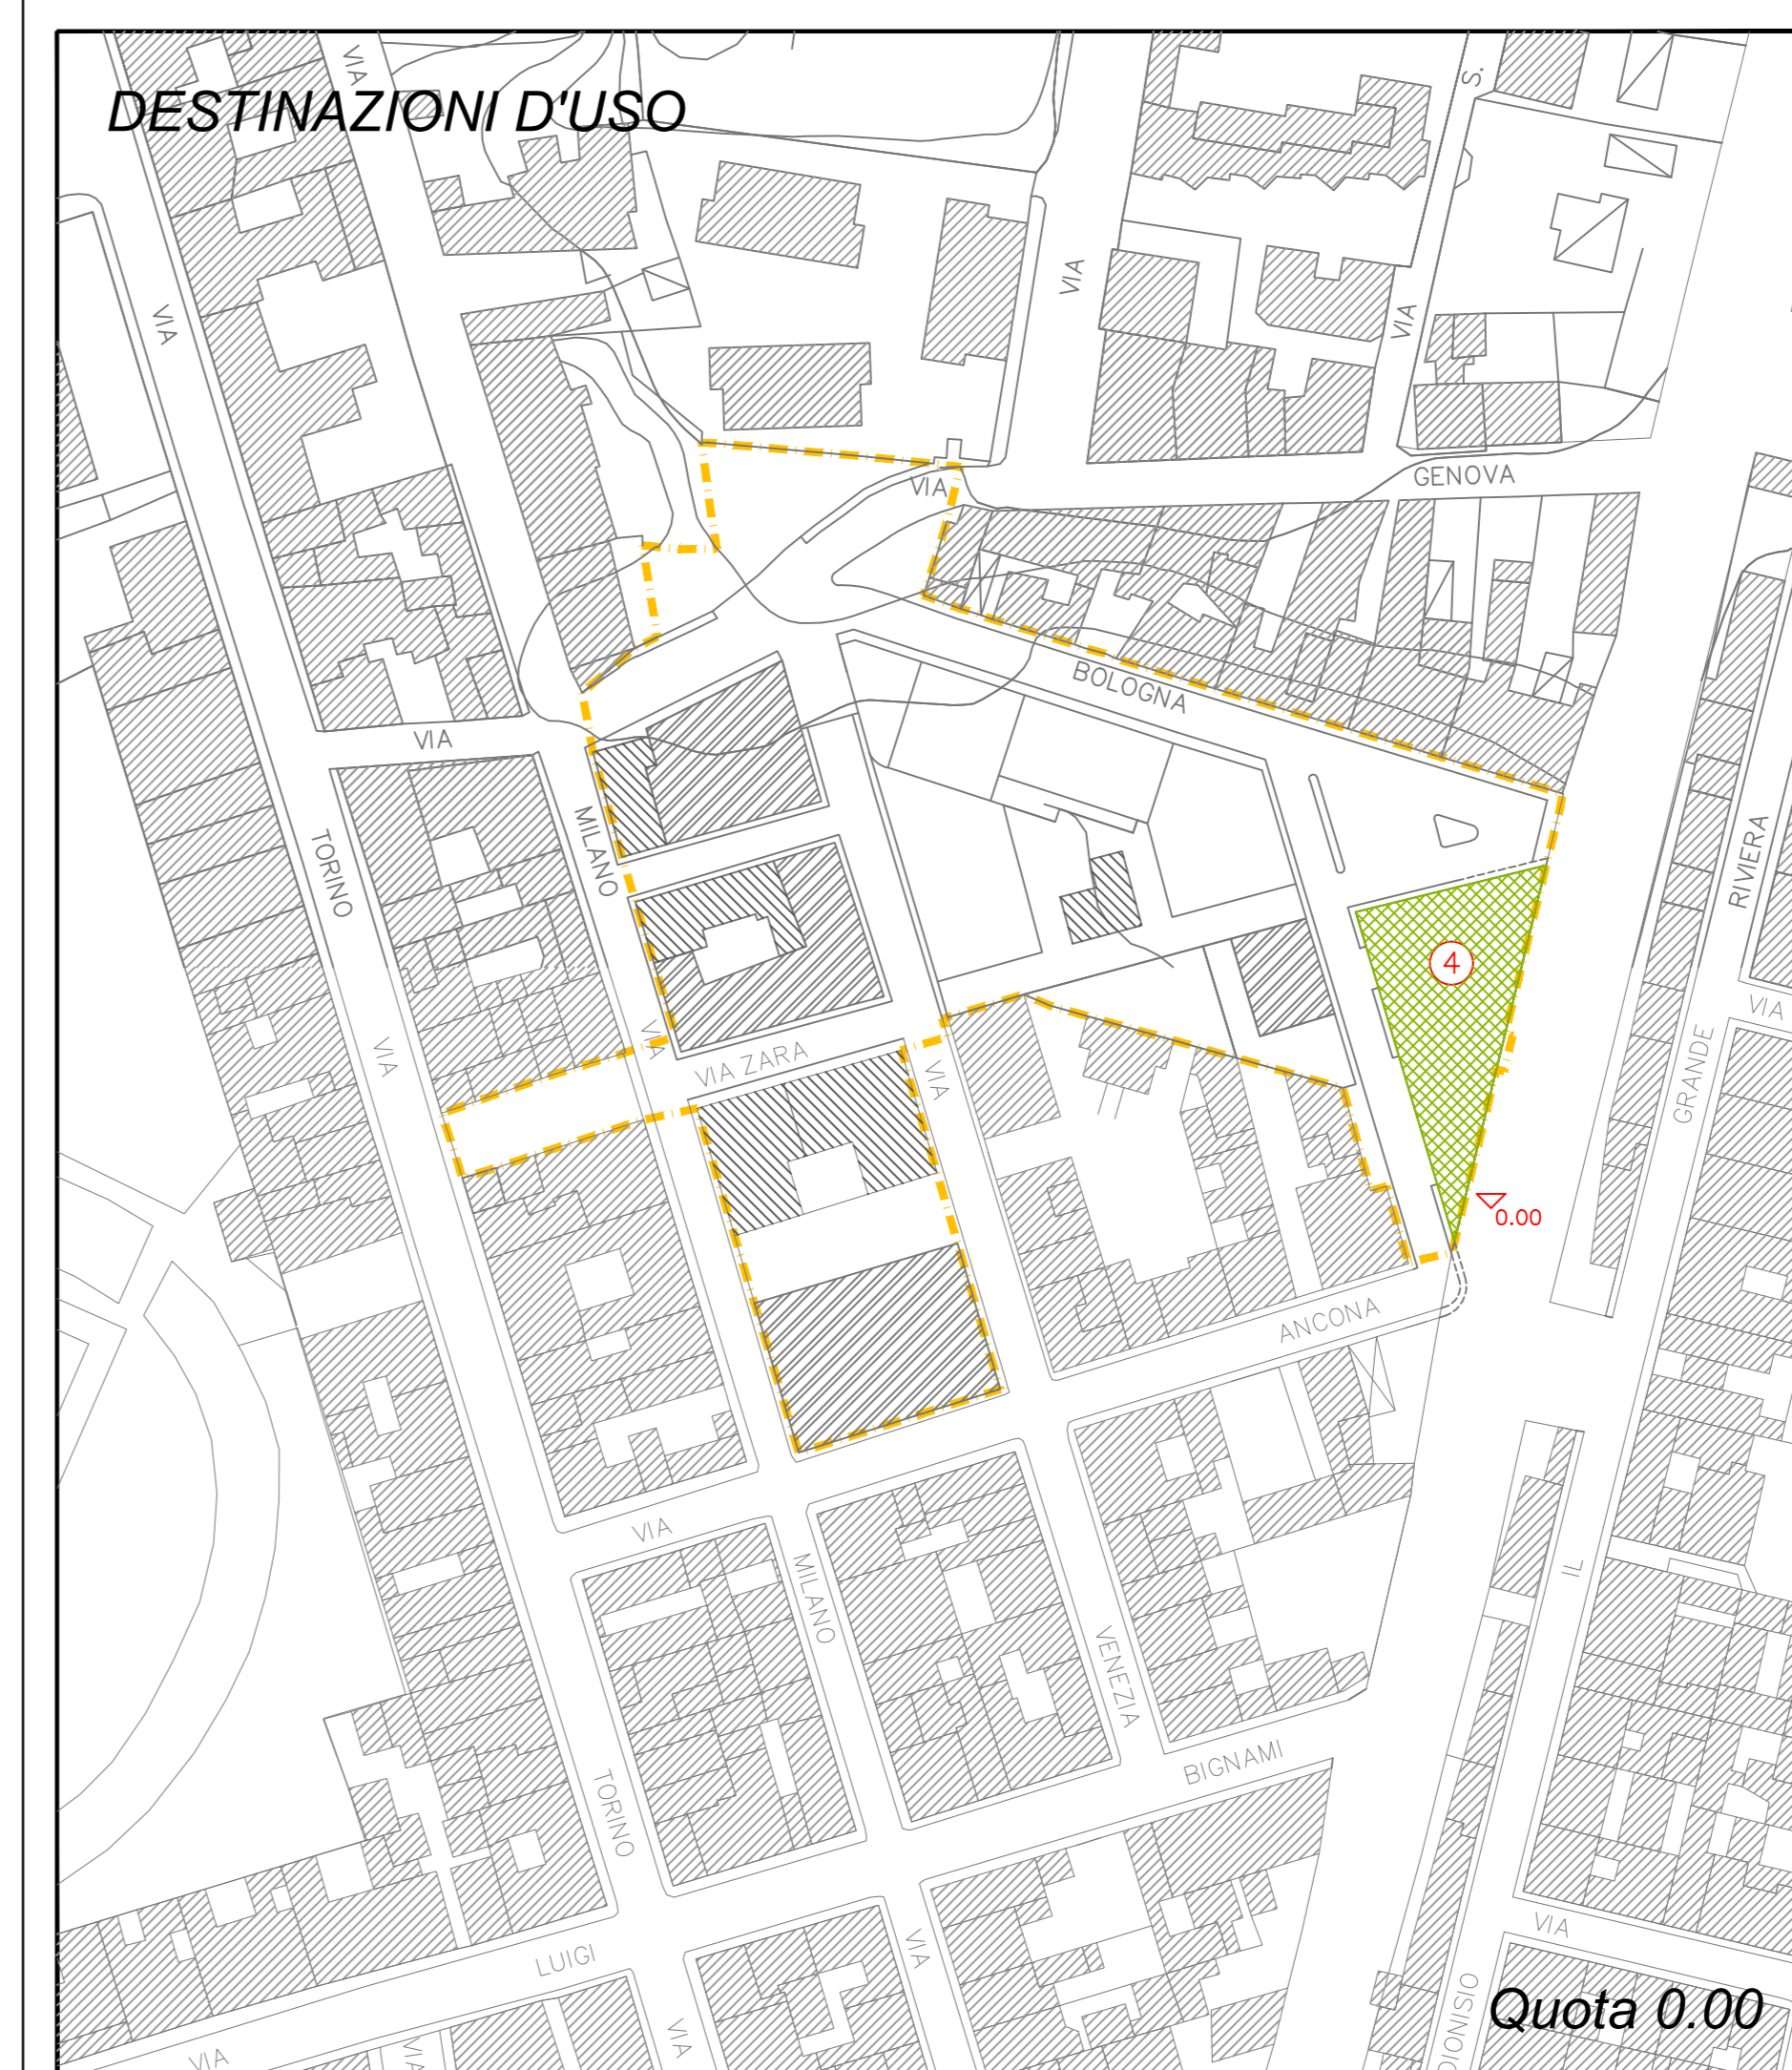 DESTINAZIONI D'USO
VIA
S.
VIA
VIA
VIA
GENOVA
VIA
BOLOGNA
VIA
TORINO
MILANO
RIVIERA
4
VIA
VIA
VIA
VIA ZARA
VIA
GRANDE
0.00
ANCONA
VIA
MILANO
IL
VENEZIA
BIGNAMI
TORINO
LUIGI
VIA
VIA
VIA
VIA
VIA
DIONISIO
Quota 0.00